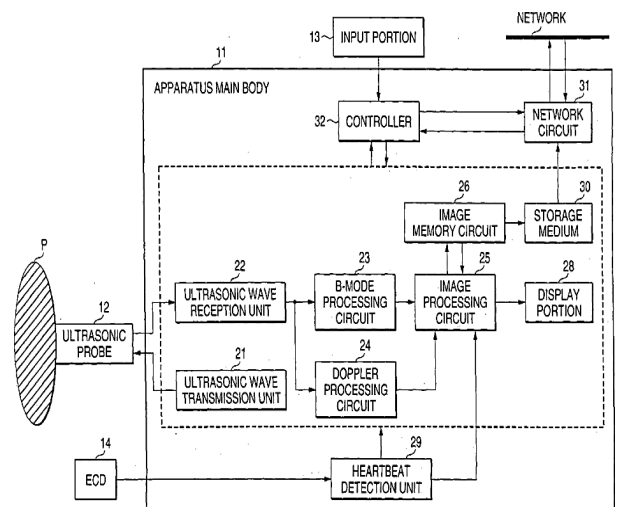 NETWORK
13
INPUT PORTION
11
APPARATUS MAIN BODY
31
NETWORK
CIRCUIT
32
CONTROLLER
26
IMAGE
MEMORY CIRCUIT
30
STORAGE
MEDIUM
P
12
ULTRASONIC
PROBE
22
ULTRASONIC WAVE
RECEPTION UNIT
23
B-MODE
PROCESSING
CIRCUIT
25
IMAGE
PROCESSING
CIRCUIT
28
DISPLAY
PORTION
21
ULTRASONIC WAVE
TRANSMISSION UNIT
24
DOPPLER
PROCESSING
CIRCUIT
14
ECD
29
HEARTBEAT
DETECTION UNIT